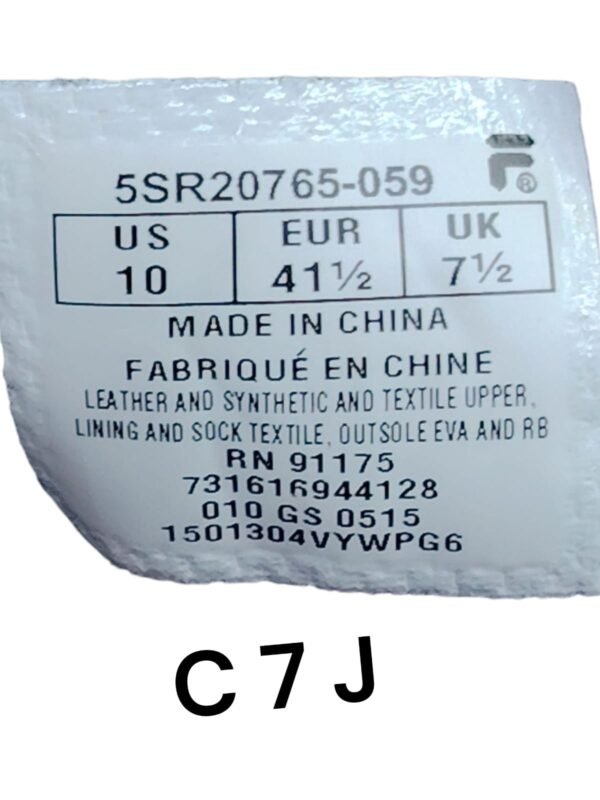 5SR20765-059
US EUR UK
10 41½ 7½
MADE IN CHINA
FABRIQUÉ EN CHINE
LEATHER AND SYNTHETIC AND TEXTILE UPPER,
LINING AND SOCK TEXTILE, OUTSOLE EVA AND RB
RN 91175
731616944128
010 GS 0515
1501304VYWPG6
C7J